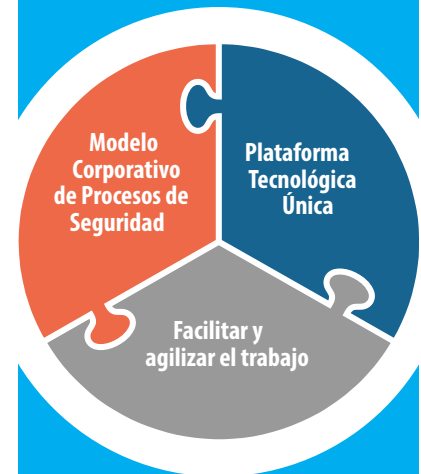 Modelo
Corporativo
de Procesos de
Seguridad
Plataforma
Tecnológica
Única
Facilitar y
agilizar el trabajo